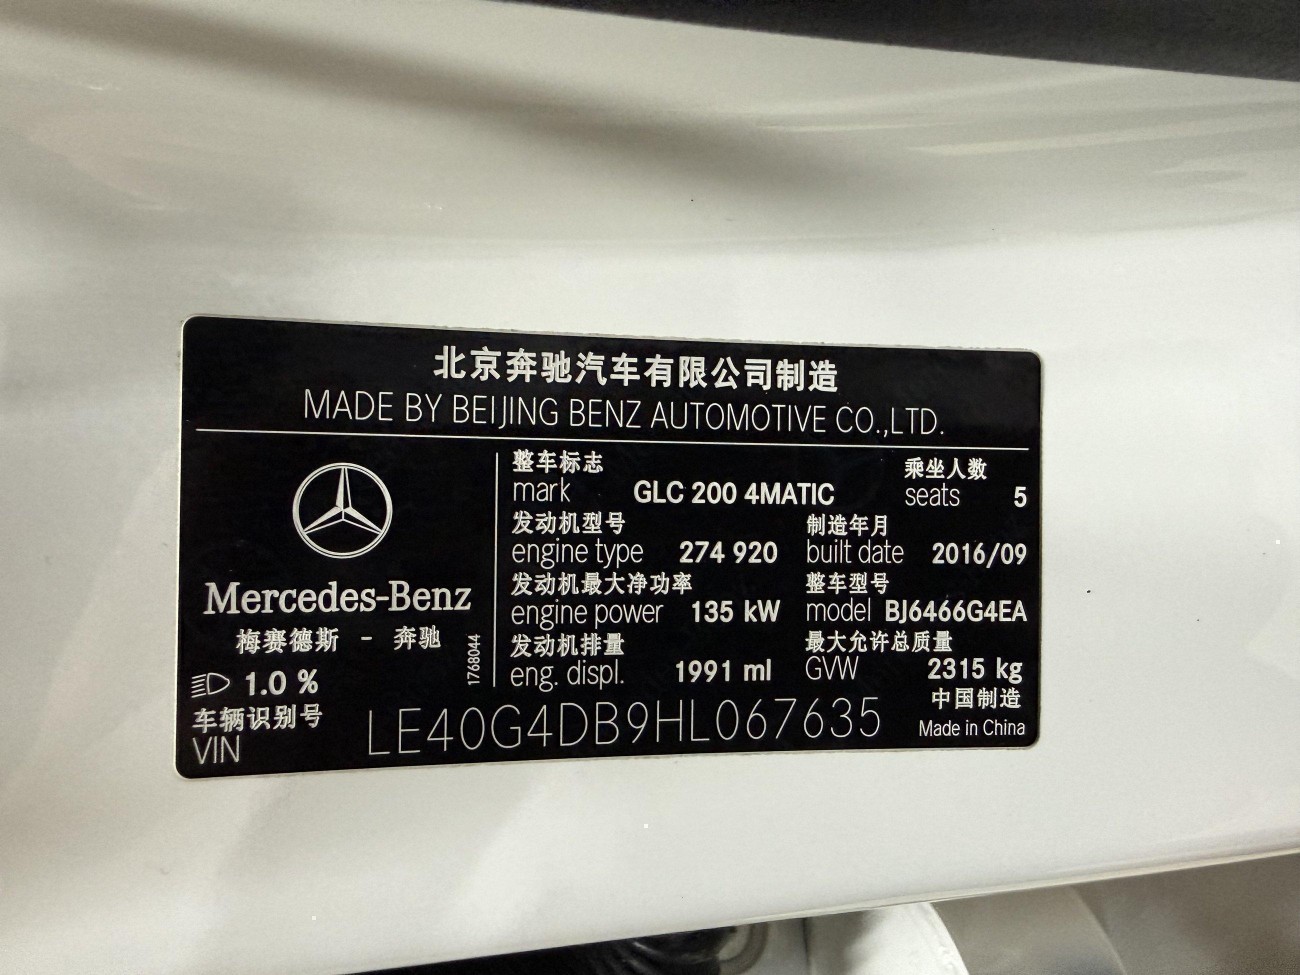 北京奔驰汽车有限公司制造
MADE BY BEIJING BENZ AUTOMOTIVE CO.,LTD.
Mercedes-Benz
梅赛德斯 - 奔驰
1.0 %
1768044
整车标志
mark GLC 200 4MATIC
乘坐人数
seats 5
发动机型号
engine type 274 920
制造年月
built date 2016/09
发动机最大净功率
engine power 135 kW
整车型号
model BJ6466G4EA
发动机排量
eng. displ. 1991 ml
最大允许总质量
GVW 2315 kg
车辆识别号
VIN LE40G4DB9HL067635
中国制造
Made in China